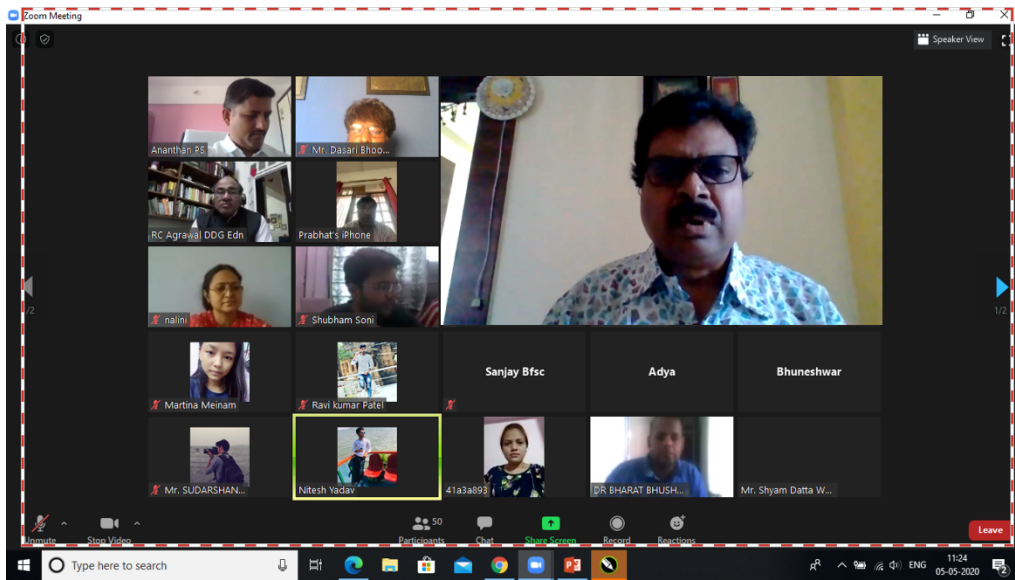 Zoom Meeting
Speaker View
Ananthan PS
Mr. Dasari Bhoo...
RC Agrawal DDG Edn
Prabhat's iPhone
nalini
Shubham Soni
1/2
Martina Meinam
Ravi kumar Patel
Sanjay Bfsc
Adya
Bhuneshwar
Mr. SUDARSHAN...
Nitesh Yadav
41a3a893
DR BHARAT BHUSH...
Mr. Shyam Datta W...
Unmute
Stop Video
50
Participants
Chat
Share Screen
Record
Reactions
Leave
Type here to search
ENG
11:24
05-05-2020
2